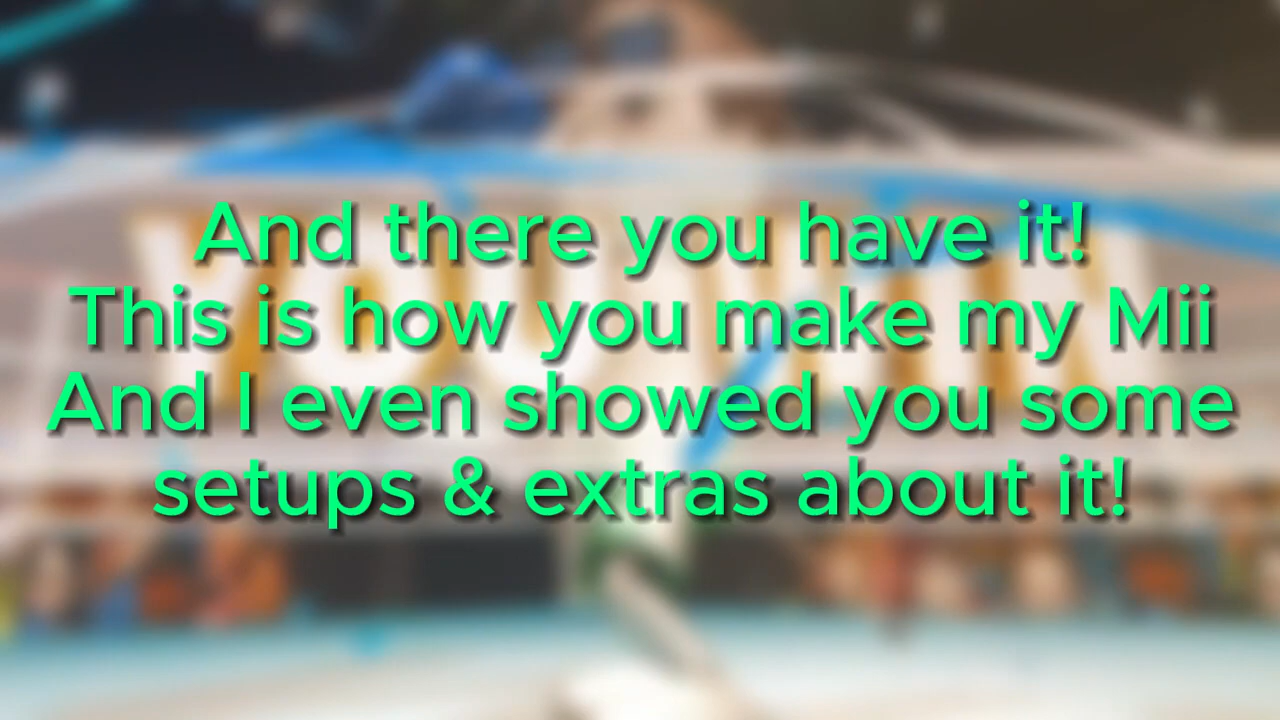 And there you have it!
This is how you make my Mii
And I even showed you some
setups & extras about it!